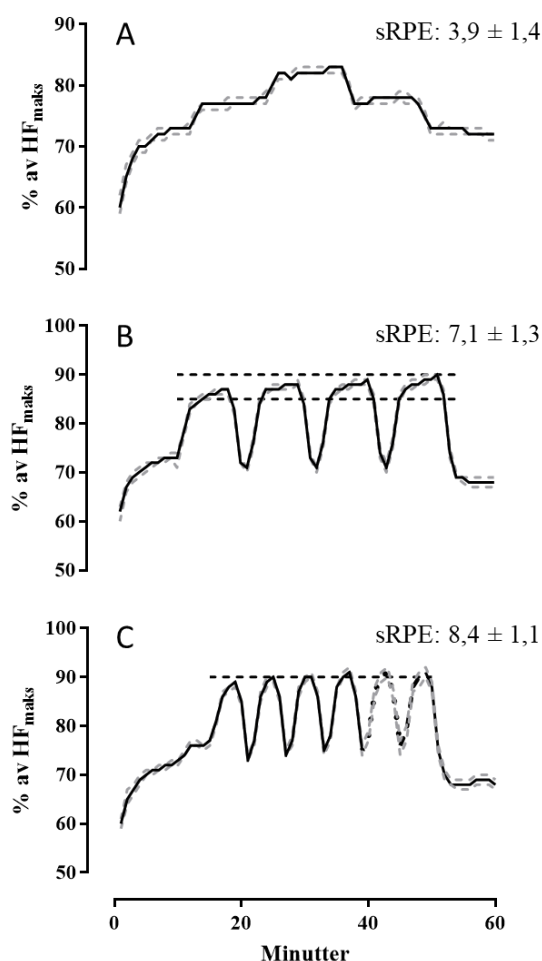 A
sRPE: 3,9 ± 1,4
90
80
70
60
50
% av HFmaks
B
sRPE: 7,1 ± 1,3
100
90
80
70
60
50
% av HFmaks
C
sRPE: 8,4 ± 1,1
100
90
80
70
60
50
% av HFmaks
0 20 40 60
Minutter